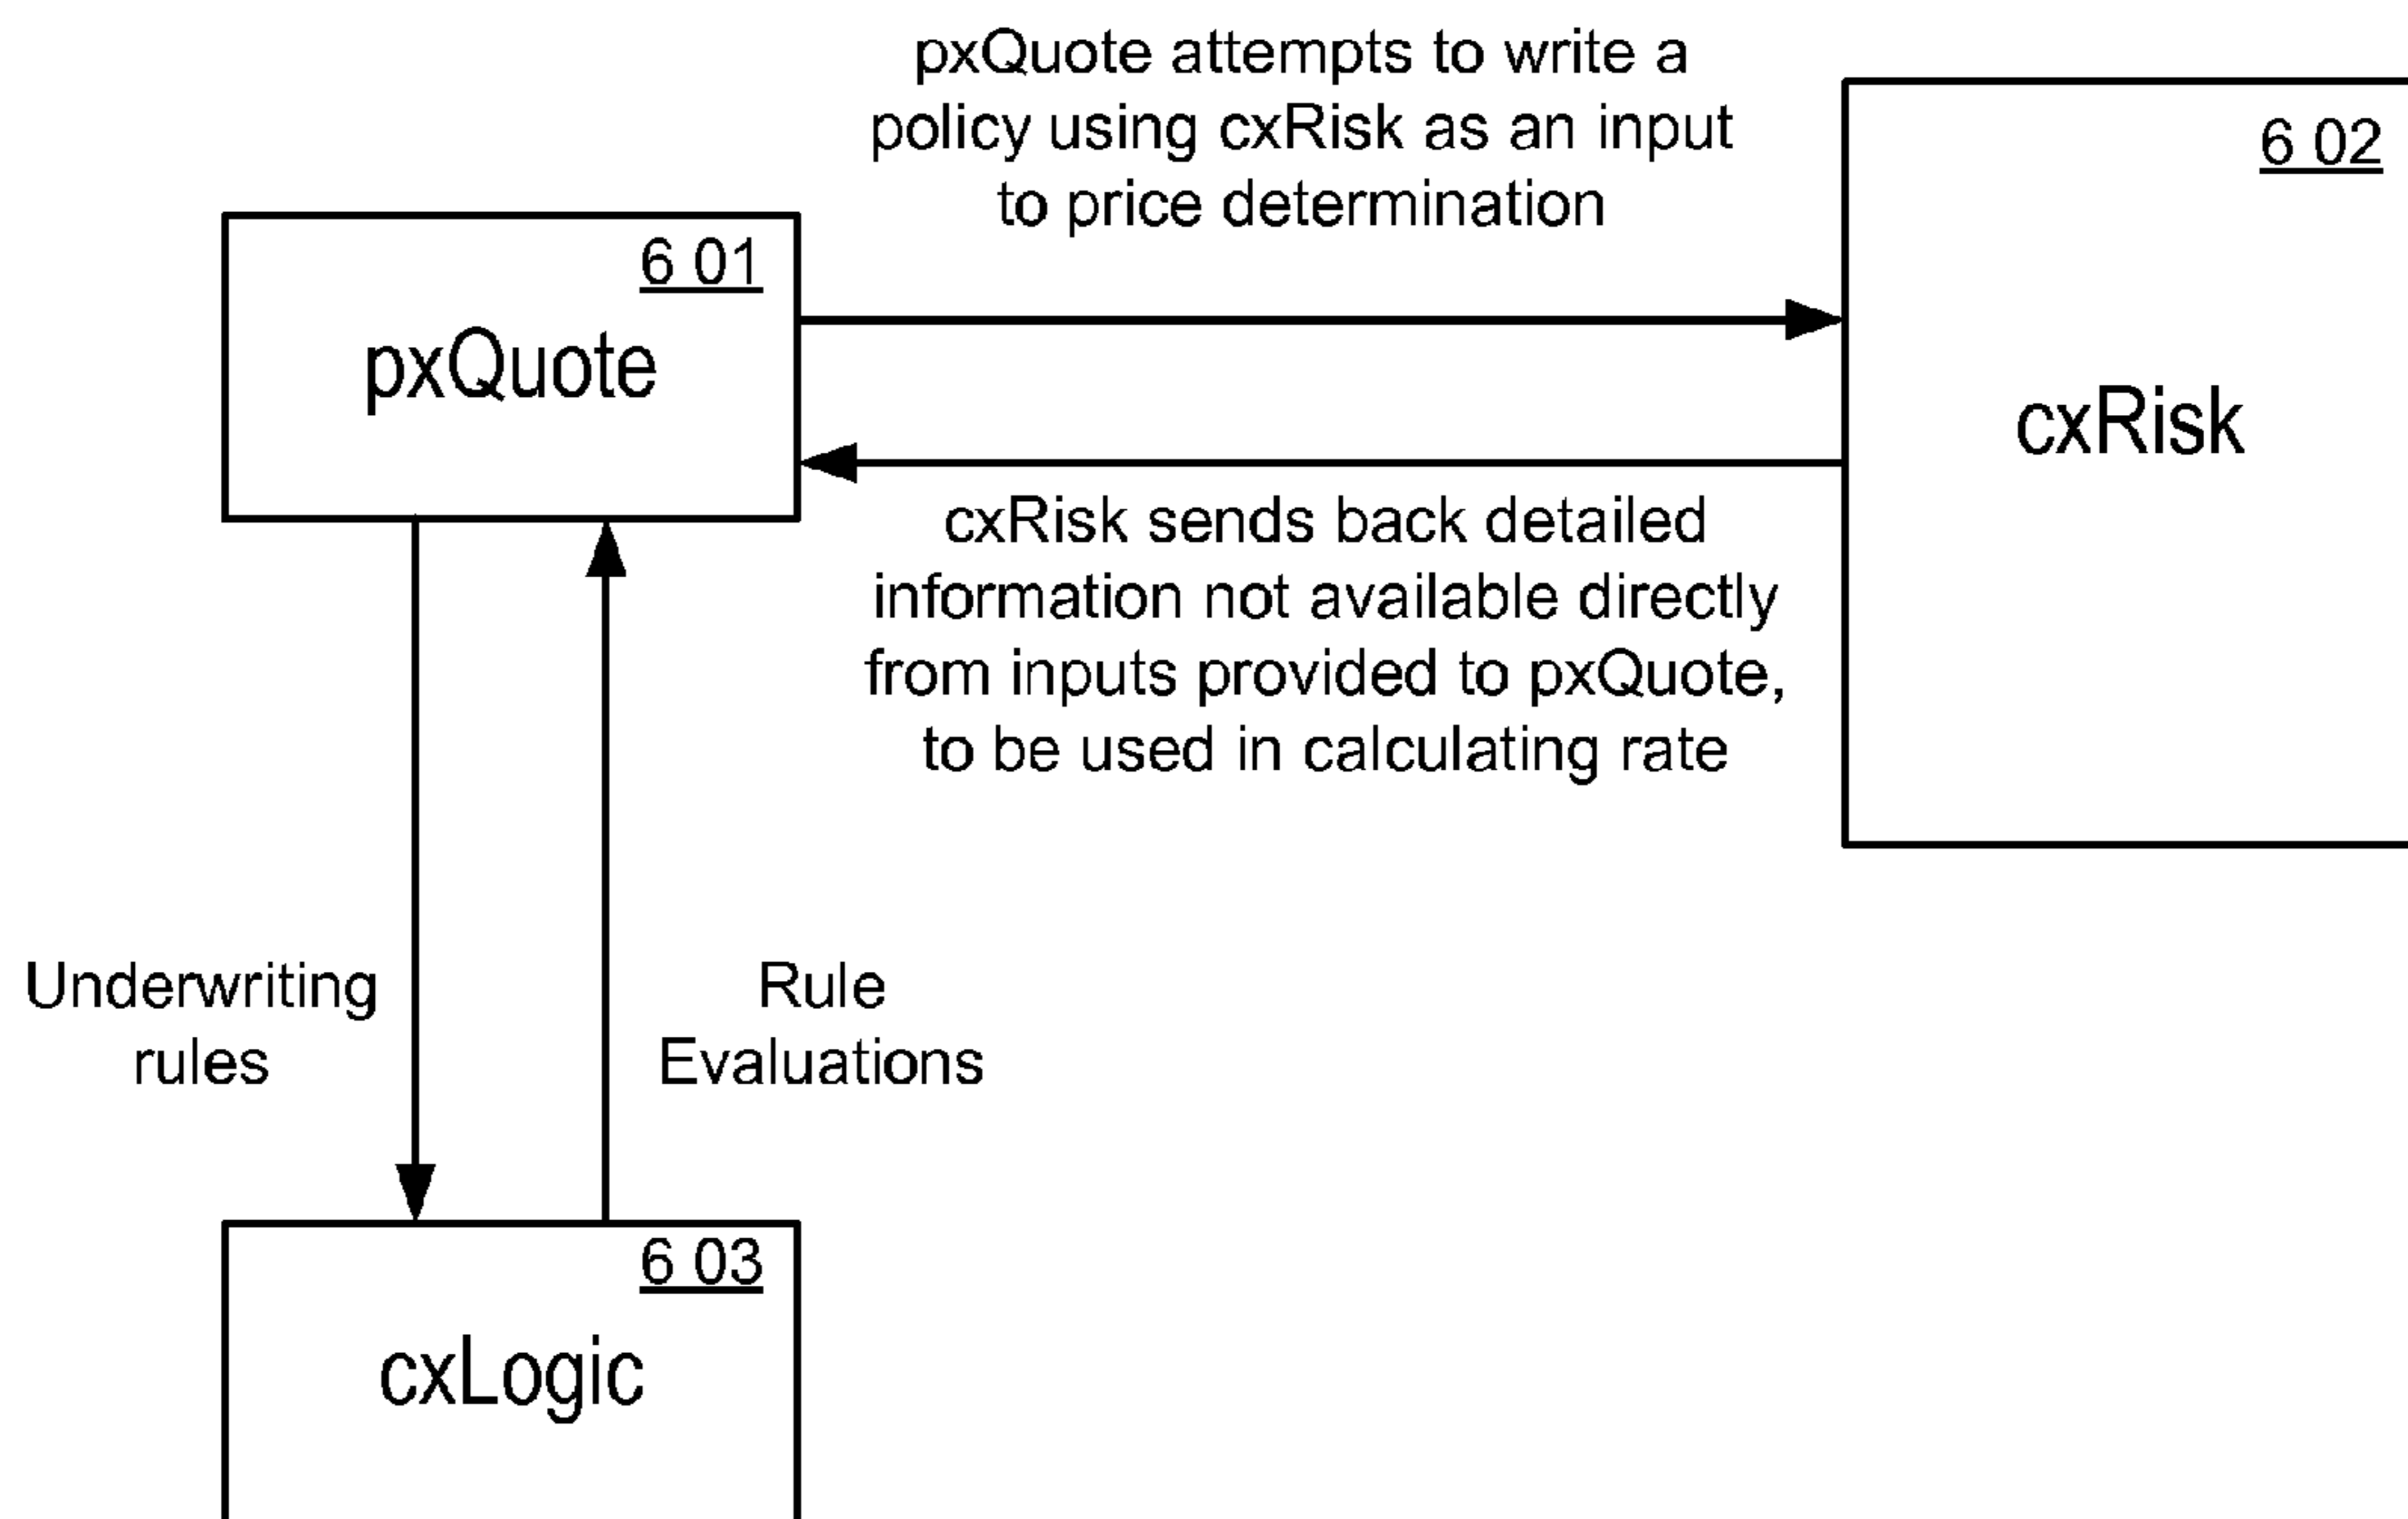 pxQuote attempts to write a
policy using cxRisk as an input
to price determination
6 02
6 01
pxQuote
cxRisk
cxRisk sends back detailed
information not available directly
from inputs provided to pxQuote,
to be used in calculating rate
Underwriting
rules
Rule
Evaluations
6 03
cxLogic